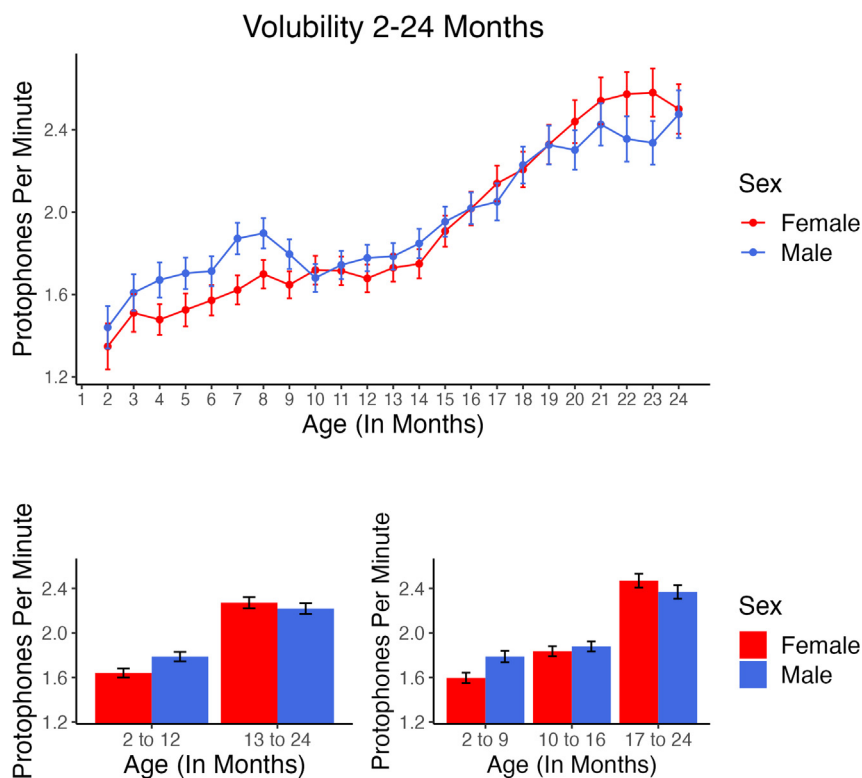 Volubility 2-24 Months
Protophones Per Minute
2.4
2.0
1.6
1.2
1 2 3 4 5 6 7 8 9 10 11 12 13 14 15 16 17 18 19 20 21 22 23 24
Age (In Months)
Sex
Female
Male
Protophones Per Minute
2.4
2.0
1.6
1.2
2 to 12 13 to 24
Age (In Months)
Protophones Per Minute
2.4
2.0
1.6
1.2
2 to 9 10 to 16 17 to 24
Age (In Months)
Sex
Female
Male